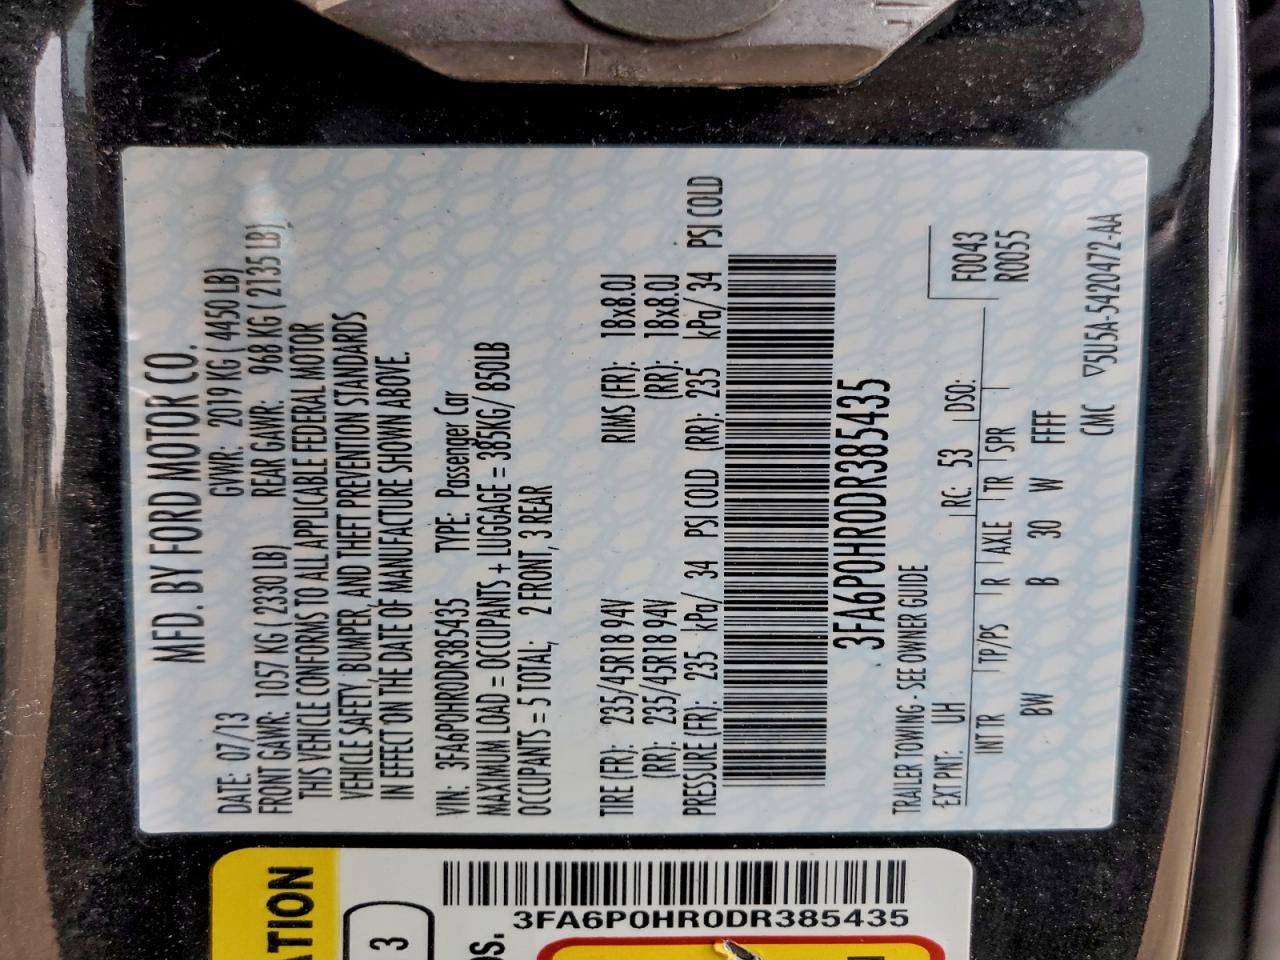 MFD. BY FORD MOTOR CO.
DATE: 07/13 GVWR: 2019 KG ( 4450 LB)
FRONT GAWR: 1057 KG ( 2330 LB) REAR GAWR: 968 KG ( 2135 LB)
THIS VEHICLE CONFORMS TO ALL APPLICABLE FEDERAL MOTOR
VEHICLE SAFETY, BUMPER, AND THEFT PREVENTION STANDARDS
IN EFFECT ON THE DATE OF MANUFACTURE SHOWN ABOVE.
VIN: 3FA6P0HR0DR385435 TYPE: Passenger Car
MAXIMUM LOAD = OCCUPANTS + LUGGAGE = 385KG/ 850LB
OCCUPANTS = 5 TOTAL; 2 FRONT, 3 REAR
TIRE (FR): 235/45R18 94V RIMS (FR): 18x8.0J
(RR): 235/45R18 94V (RR): 18x8.0J
PRESSURE (FR): 235 kPa/ 34 PSI COLD (RR): 235 kPa/ 34 PSI COLD
3FA6P0HR0DR385435
TRAILER TOWING - SEE OWNER GUIDE
EXT PNT: UH RC: 53 DSO: F0043
INT TR TP/PS R AXLE TR SPR R0055
BW B 30 W FFFF
CMC ▽5U5A-5420472-AA
ATION
3
os.
3FA6P0HR0DR385435